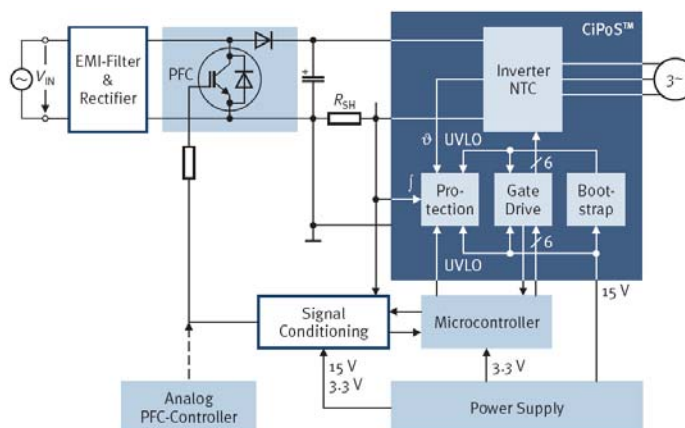 CiPoS™
EMI-Filter
&
Rectifier
VIN
PFC
RSH
Inverter
NTC
3~
ϑ
UVLO
6
∫
Pro-
tection
Gate
Drive
Boot-
strap
6
UVLO
15 V
Signal
Conditioning
Microcontroller
15 V
3.3 V
3.3 V
Analog
PFC-Controller
Power Supply